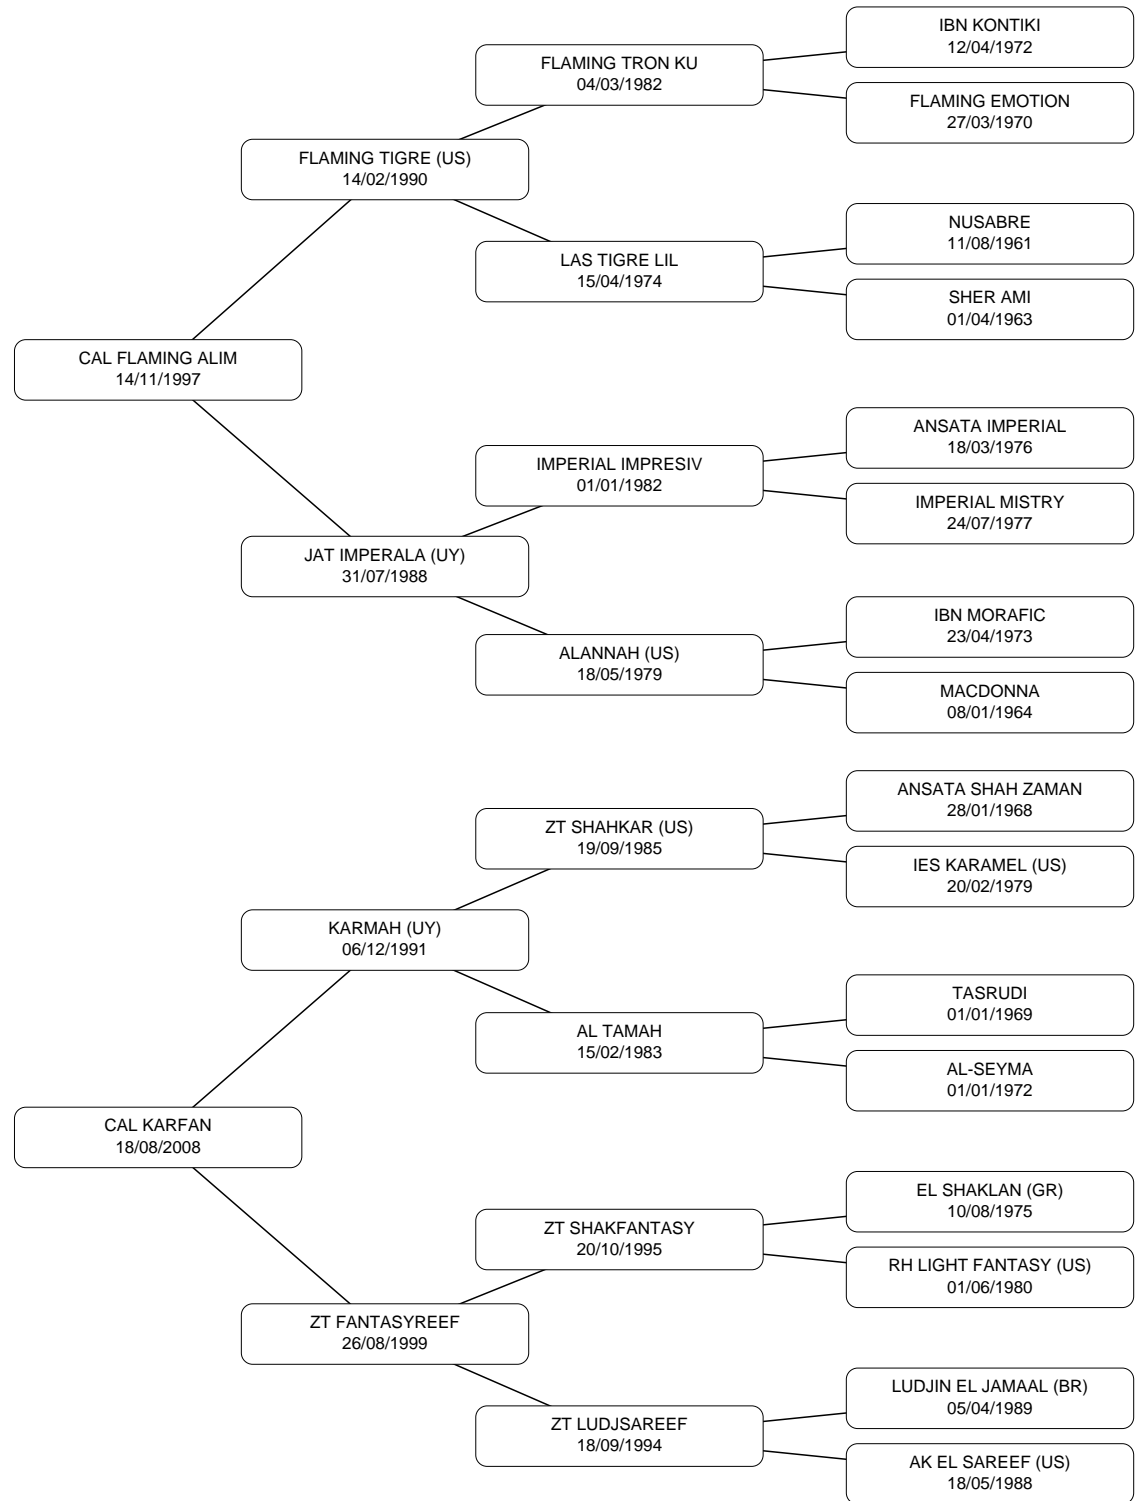 IBN KONTIKI
12/04/1972
FLAMING TRON KU
04/03/1982
FLAMING EMOTION
27/03/1970
FLAMING TIGRE (US)
14/02/1990
NUSABRE
11/08/1961
LAS TIGRE LIL
15/04/1974
SHER AMI
01/04/1963
CAL FLAMING ALIM
14/11/1997
ANSATA IMPERIAL
18/03/1976
IMPERIAL IMPRESIV
01/01/1982
IMPERIAL MISTRY
24/07/1977
JAT IMPERALA (UY)
31/07/1988
IBN MORAFIC
23/04/1973
ALANNAH (US)
18/05/1979
MACDONNA
08/01/1964
ANSATA SHAH ZAMAN
28/01/1968
ZT SHAHKAR (US)
19/09/1985
IES KARAMEL (US)
20/02/1979
KARMAH (UY)
06/12/1991
TASRUDI
01/01/1969
AL TAMAH
15/02/1983
AL-SEYMA
01/01/1972
CAL KARFAN
18/08/2008
EL SHAKLAN (GR)
10/08/1975
ZT SHAKFANTASY
20/10/1995
RH LIGHT FANTASY (US)
01/06/1980
ZT FANTASYREEF
26/08/1999
LUDJIN EL JAMAAL (BR)
05/04/1989
ZT LUDJSAREEF
18/09/1994
AK EL SAREEF (US)
18/05/1988